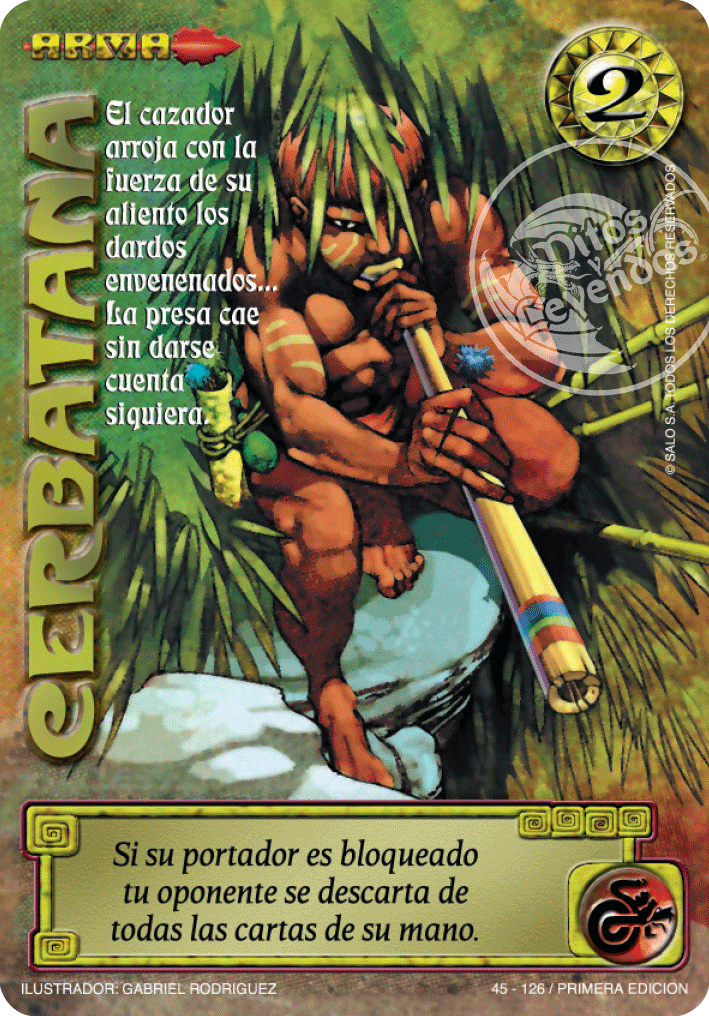 ARMA
2
CERBATANA
El cazador
arroja con la
fuerza de su
aliento los
dardos
envenenados...
La presa cae
sin darse
cuenta
siquiera.
Mitos
y
Leyendas
© SALO S.A. TODOS LOS DERECHOS RESERVADOS
Si su portador es bloqueado
tu oponente se descarta de
todas las cartas de su mano.
ILUSTRADOR: GABRIEL RODRIGUEZ
45 - 126 / PRIMERA EDICION